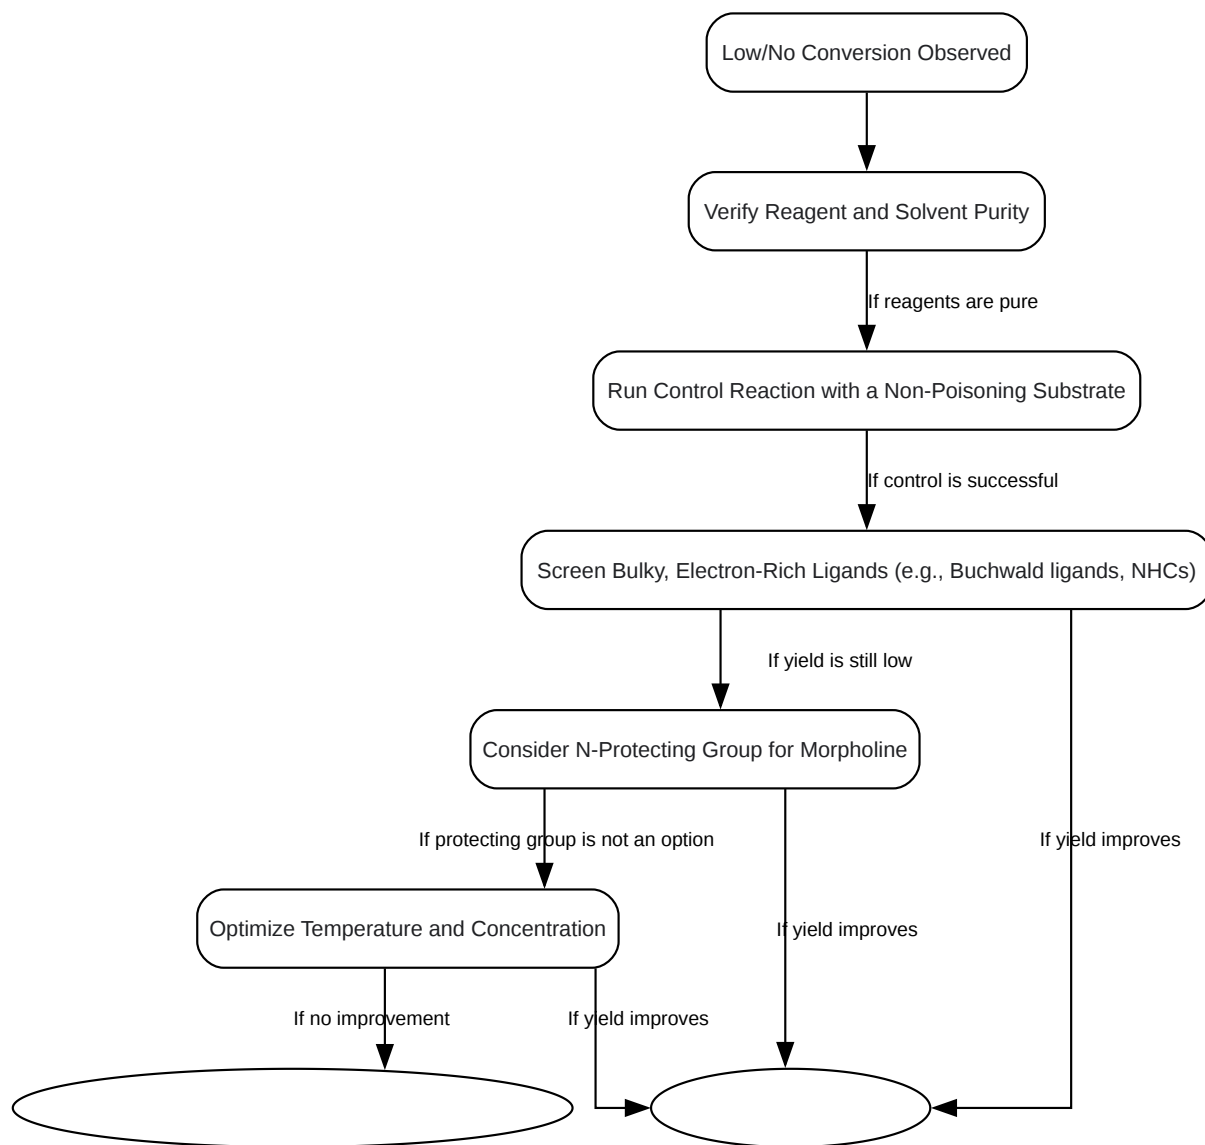 Low/No Conversion Observed
Verify Reagent and Solvent Purity
If reagents are pure
Run Control Reaction with a Non-Poisoning Substrate
If control is successful
Screen Bulky, Electron-Rich Ligands (e.g., Buchwald ligands, NHCs)
If yield is still low
Consider N-Protecting Group for Morpholine
If protecting group is not an option
If yield improves
Optimize Temperature and Concentration
If yield improves
If no improvement
If yield improves